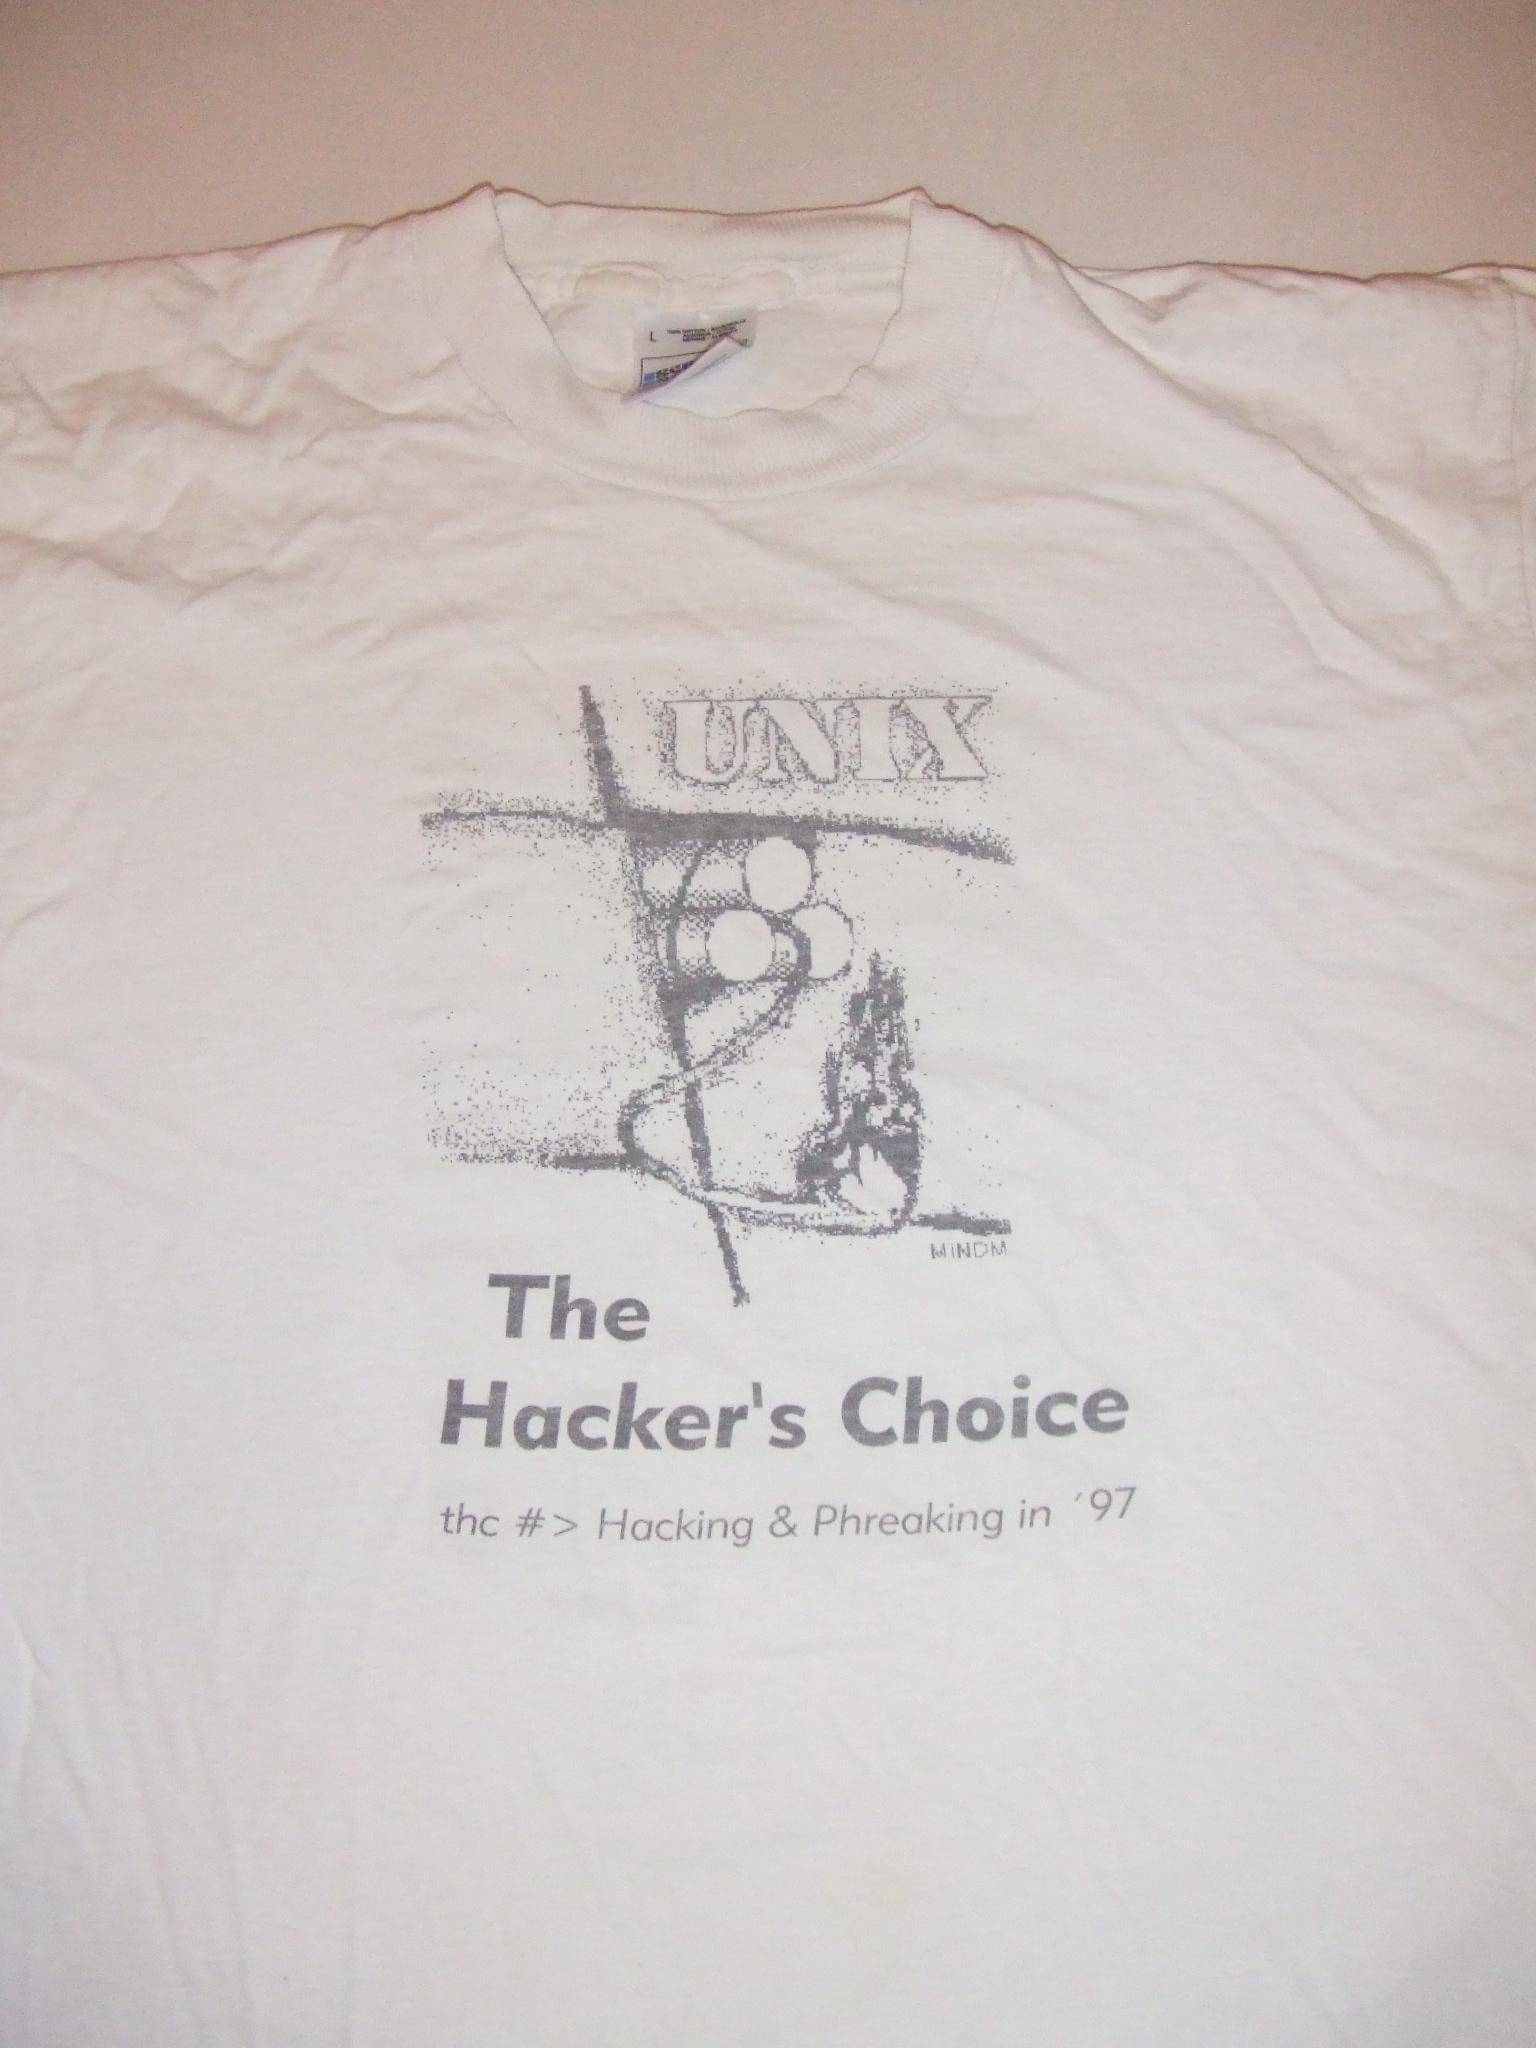 L
UNIX
MiNDM
The
Hacker's Choice
thc #> Hacking & Phreaking in ´97